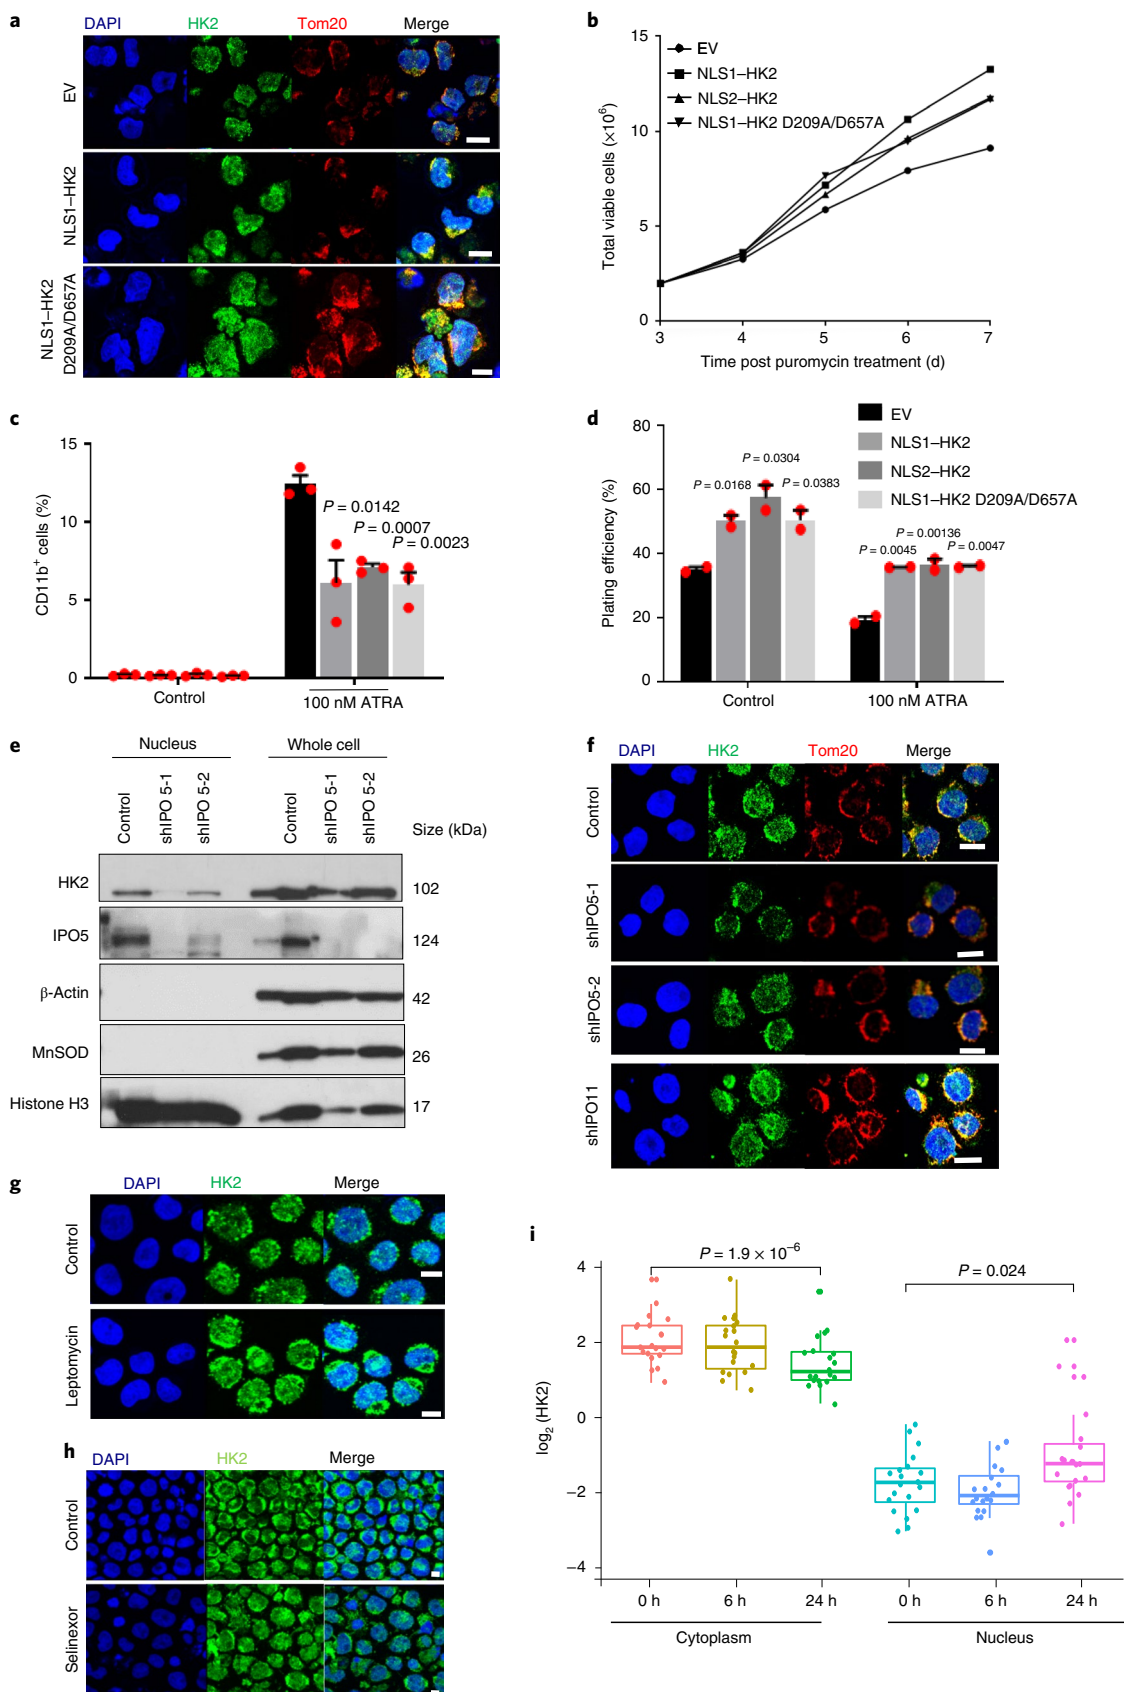 a
DAPI HK2 Tom20 Merge
EV
NLS1–HK2
NLS1–HK2
D209A/D657A
b
15
10
5
0
Total viable cells (×10⁶)
EV
NLS1–HK2
NLS2–HK2
NLS1–HK2 D209A/D657A
3 4 5 6 7
Time post puromycin treatment (d)
c
15
10
5
0
CD11b⁺ cells (%)
P = 0.0142
P = 0.0007
P = 0.0023
Control
100 nM ATRA
d
80
60
40
20
0
Plating efficiency (%)
EV
NLS1–HK2
NLS2–HK2
NLS1–HK2 D209A/D657A
P = 0.0304
P = 0.0168
P = 0.0383
P = 0.00136
P = 0.0045
P = 0.0047
Control
100 nM ATRA
e
Nucleus Whole cell
Control shIPO 5-1 shIPO 5-2 Control shIPO 5-1 shIPO 5-2
Size (kDa)
HK2 102
IPO5 124
β-Actin 42
MnSOD 26
Histone H3 17
f
DAPI HK2 Tom20 Merge
Control
shIPO5-1
shIPO5-2
shIPO11
g
DAPI HK2 Merge
Control
Leptomycin
h
DAPI HK2 Merge
Control
Selinexor
i
P = 1.9 × 10⁻⁶
P = 0.024
4
2
0
−2
−4
log₂ (HK2)
0 h 6 h 24 h 0 h 6 h 24 h
Cytoplasm Nucleus